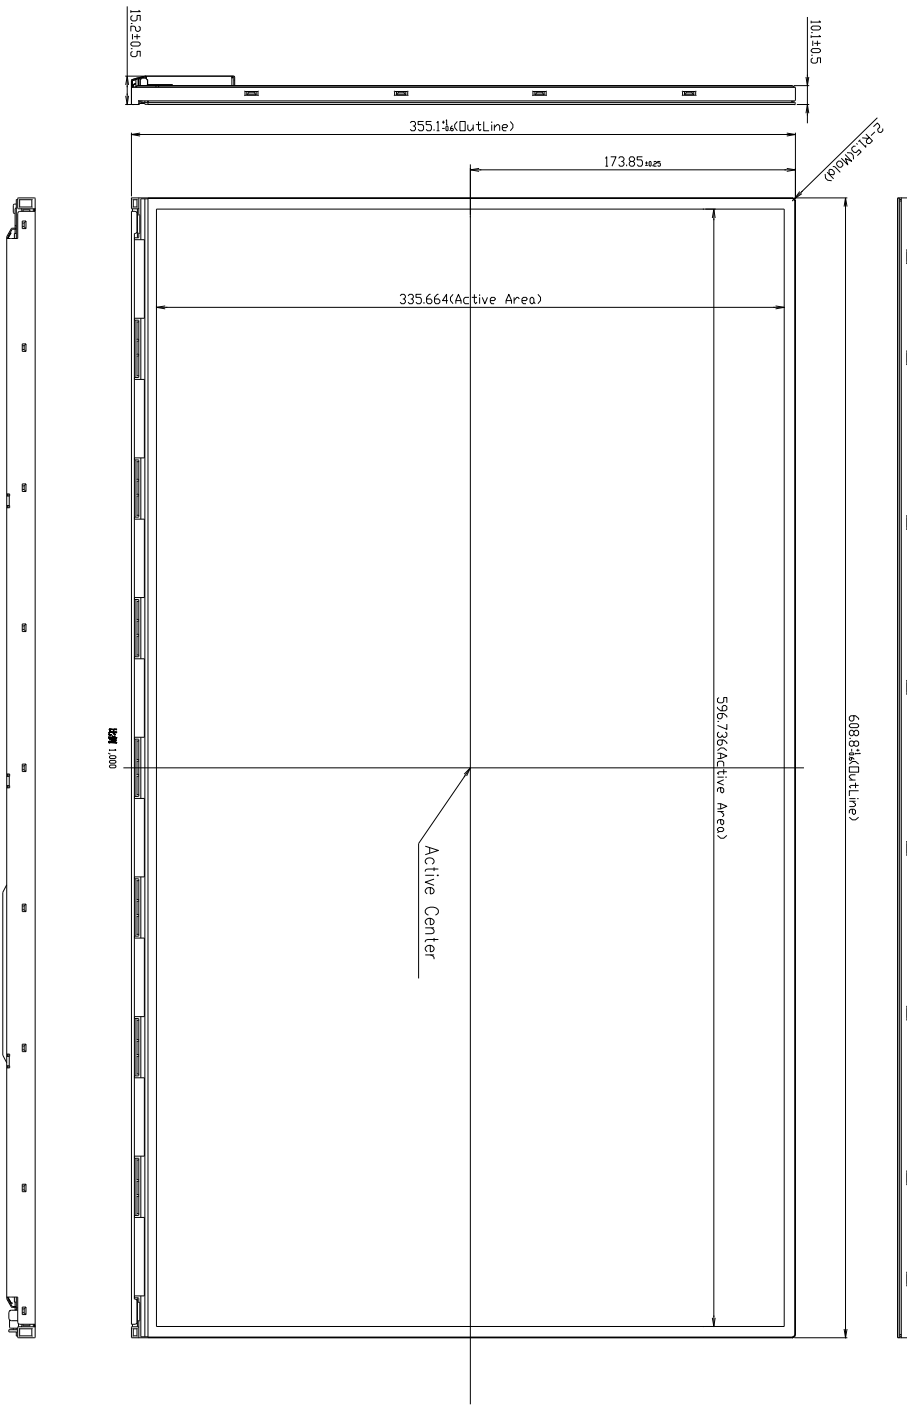 15.2±0.5
10.1±0.5
355.1 (OutLine)
2-R1.5(Mold)
173.85±0.25
335.664(Active Area)
596.736(Active Area)
608.8 (OutLine)
1.000
Active Center